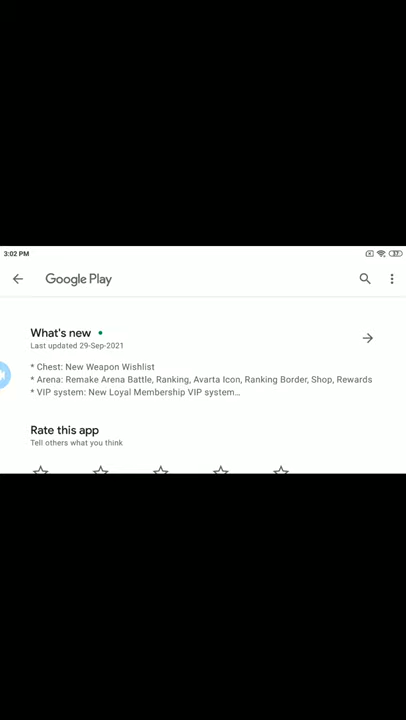 3:02 PM
37
Google Play
What's new
Last updated 29-Sep-2021
* Chest: New Weapon Wishlist
* Arena: Remake Arena Battle, Ranking, Avarta Icon, Ranking Border, Shop, Rewards
* VIP system: New Loyal Membership VIP system...
Rate this app
Tell others what you think